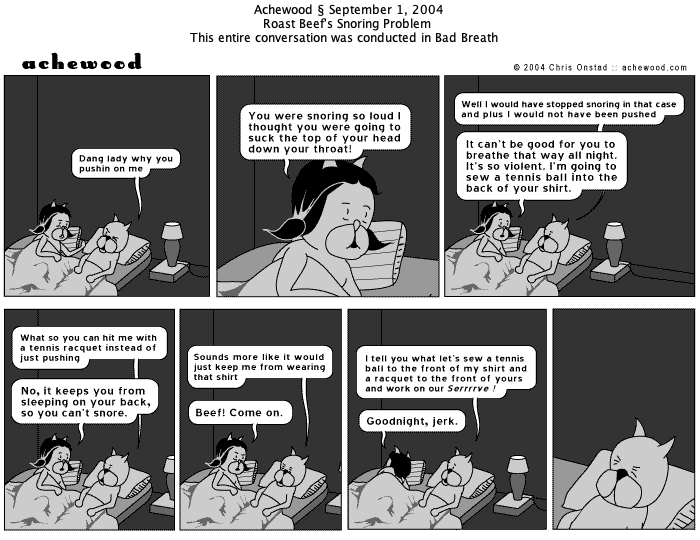 Achewood § September 1, 2004
Roast Beef's Snoring Problem
This entire conversation was conducted in Bad Breath
achewood
© 2004 Chris Onstad :: achewood.com
Dang lady why you
pushin on me
You were snoring so loud I
thought you were going to
suck the top of your head
down your throat!
Well I would have stopped snoring in that case
and plus I would not have been pushed
It can't be good for you to
breathe that way all night.
It's so violent. I'm going to
sew a tennis ball into the
back of your shirt.
What so you can hit me with
a tennis racquet instead of
just pushing
No, it keeps you from
sleeping on your back,
so you can't snore.
Sounds more like it would
just keep me from wearing
that shirt
Beef! Come on.
I tell you what let's sew a tennis
ball to the front of my shirt and
a racquet to the front of yours
and work on our Serrrrve !
Goodnight, jerk.